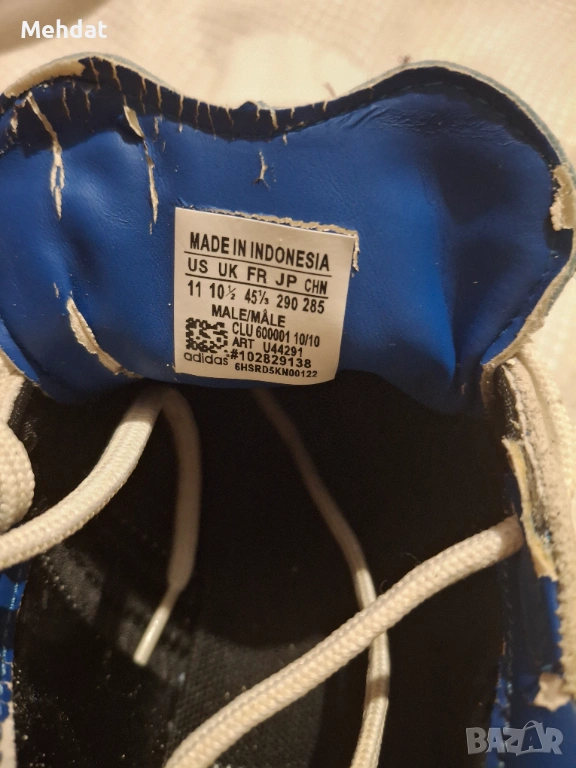 Mehdat
MADE IN INDONESIA
US UK FR JP CHN
11 10½ 45⅓ 290 285
MALE/MÂLE
CLU 600001 10/10
ART U44291
adidas #102829138
6HSRD5KN00122
BAZAR